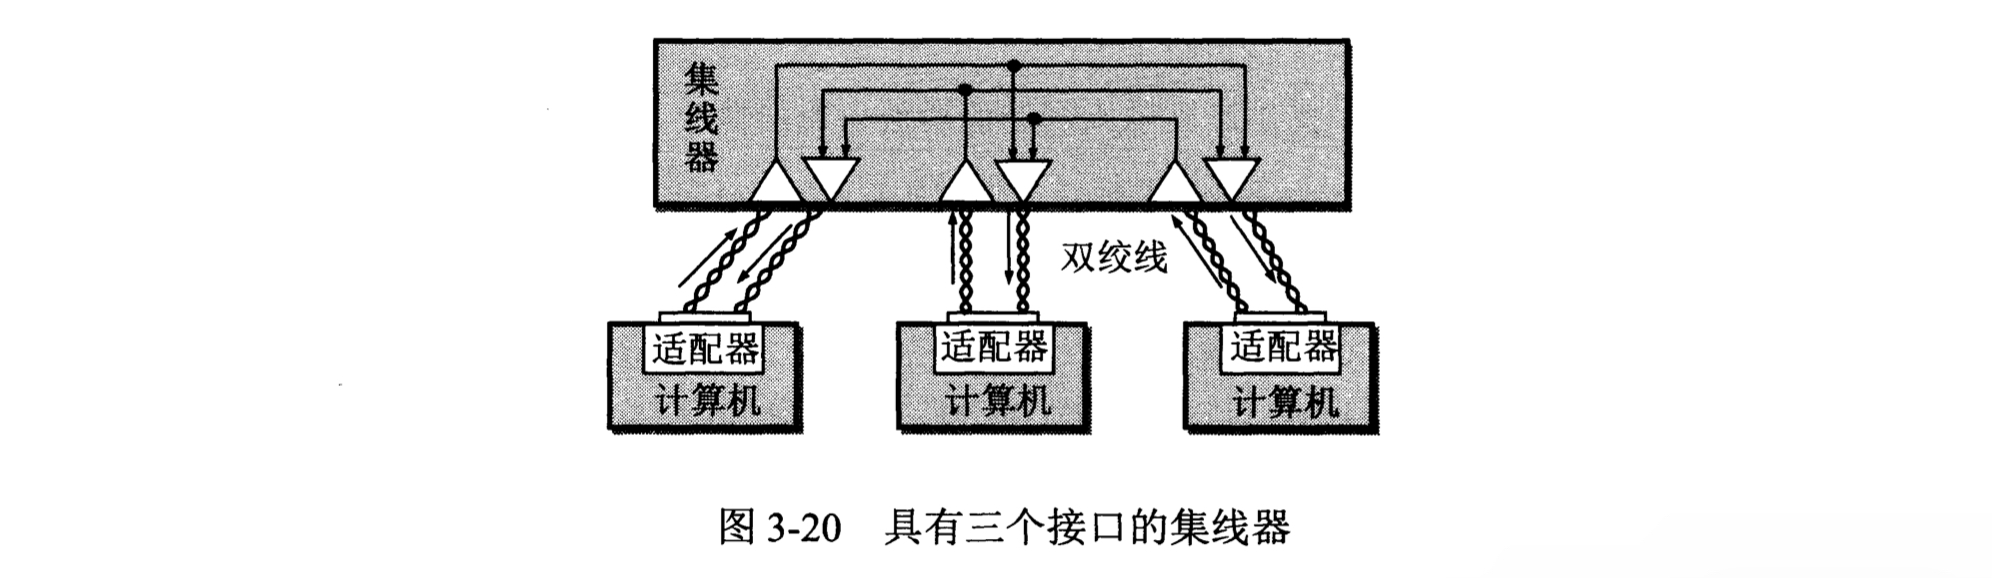 集线器
双绞线
适配器 适配器 适配器
计算机 计算机 计算机
图 3-20 具有三个接口的集线器